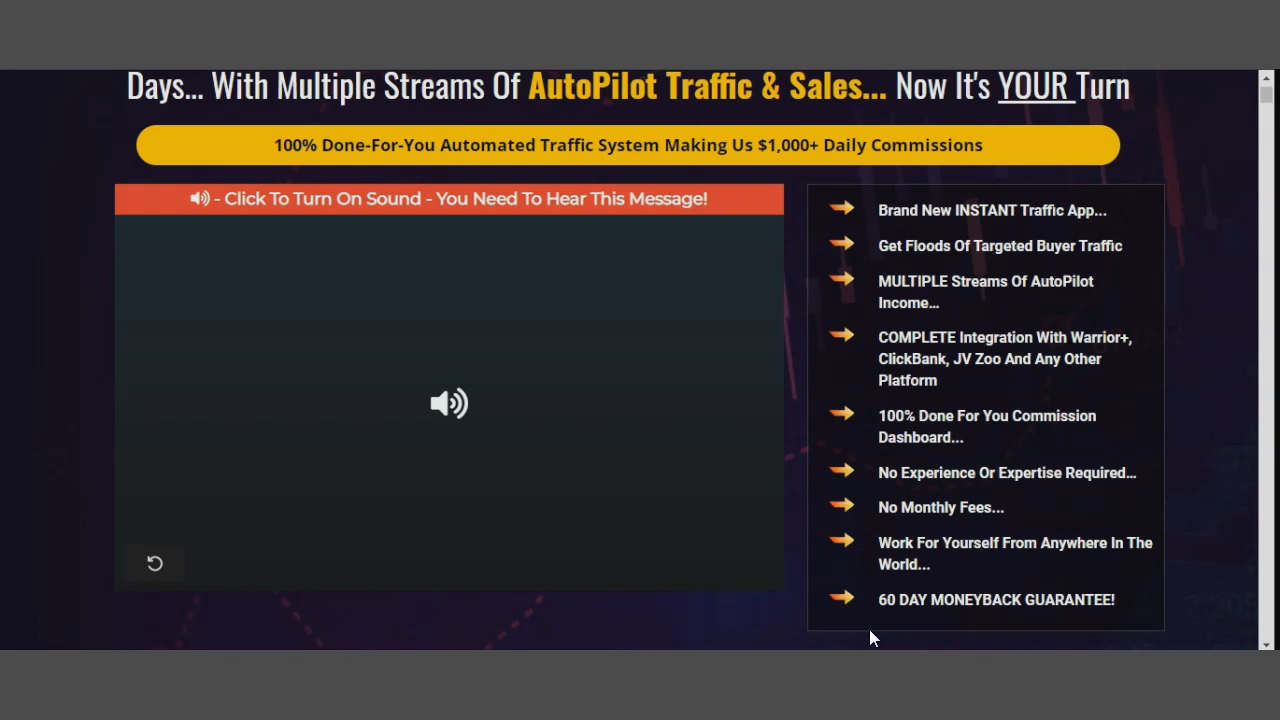 Days... With Multiple Streams Of AutoPilot Traffic & Sales... Now It's YOUR Turn
100% Done-For-You Automated Traffic System Making Us $1,000+ Daily Commissions
- Click To Turn On Sound - You Need To Hear This Message!
Brand New INSTANT Traffic App...
Get Floods Of Targeted Buyer Traffic
MULTIPLE Streams Of AutoPilot
Income...
COMPLETE Integration With Warrior+,
ClickBank, JV Zoo And Any Other
Platform
100% Done For You Commission
Dashboard...
No Experience Or Expertise Required...
No Monthly Fees...
Work For Yourself From Anywhere In The
World...
60 DAY MONEYBACK GUARANTEE!